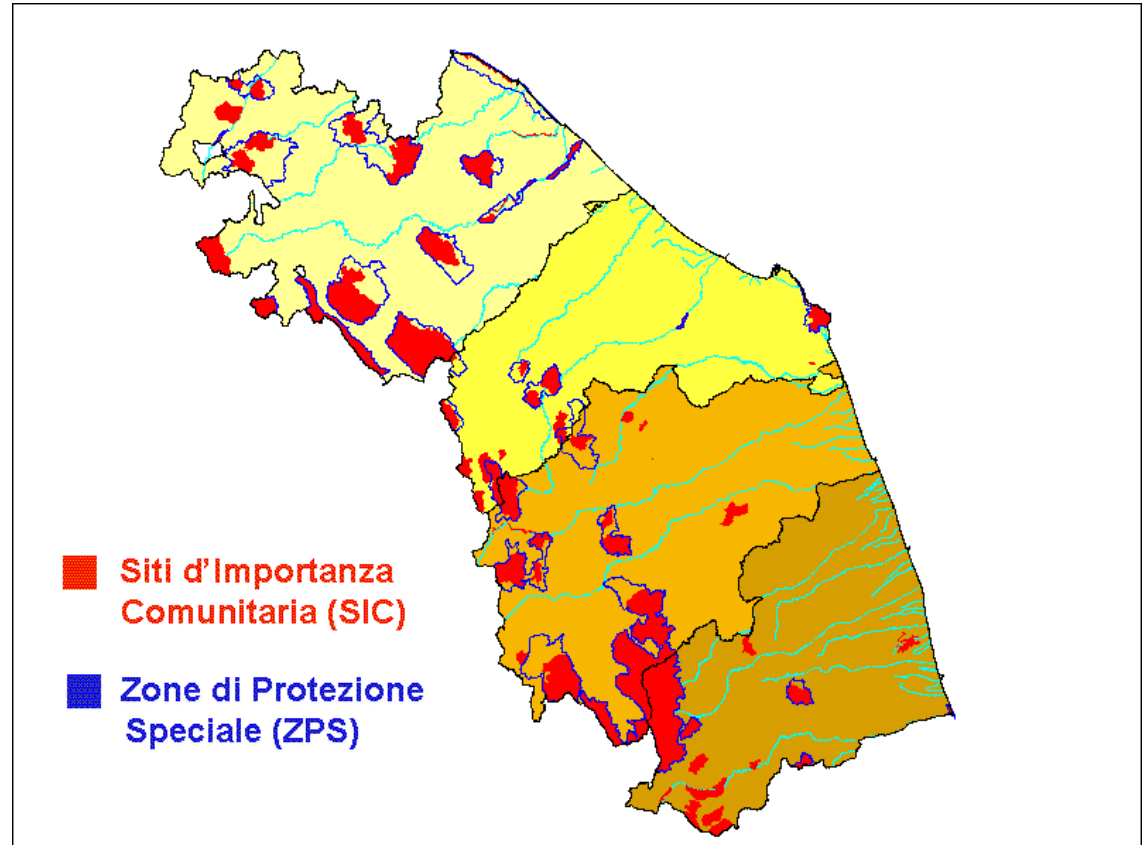 Siti d'Importanza
Comunitaria (SIC)
Zone di Protezione
Speciale (ZPS)